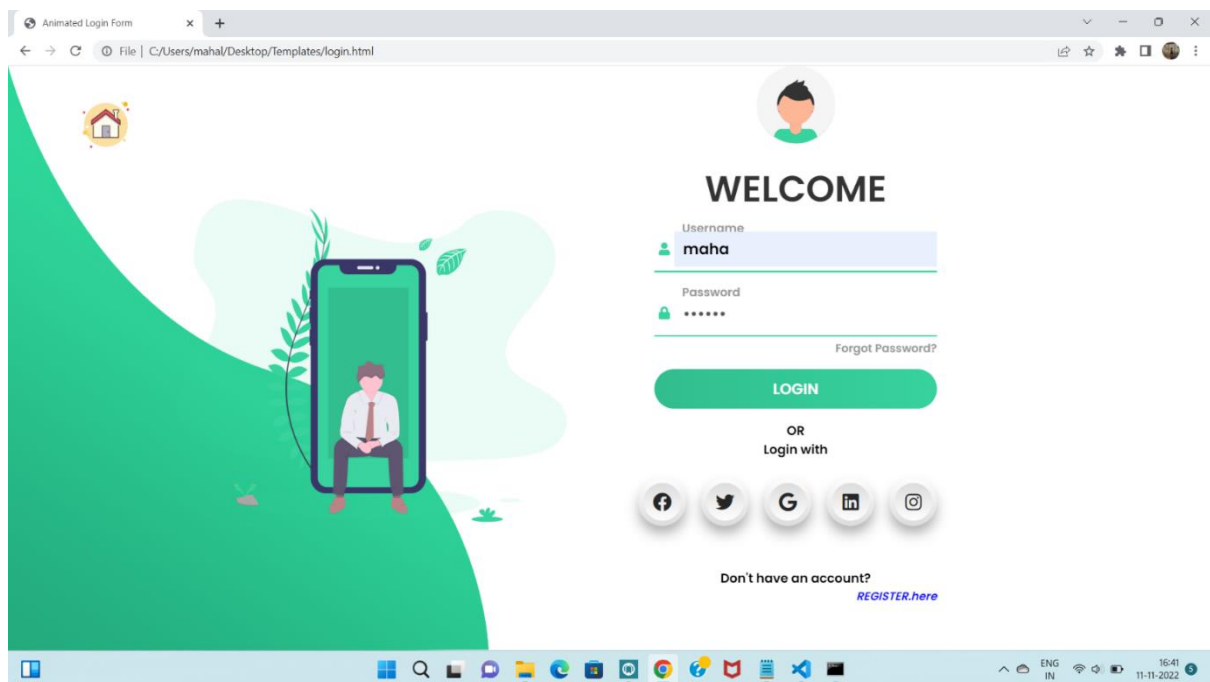 Animated Login Form
File | C:/Users/mahal/Desktop/Templates/login.html
WELCOME
Username
maha
Password
••••••
Forgot Password?
LOGIN
OR
Login with
Don't have an account?
REGISTER.here
ENG
IN
16:41
11-11-2022
5